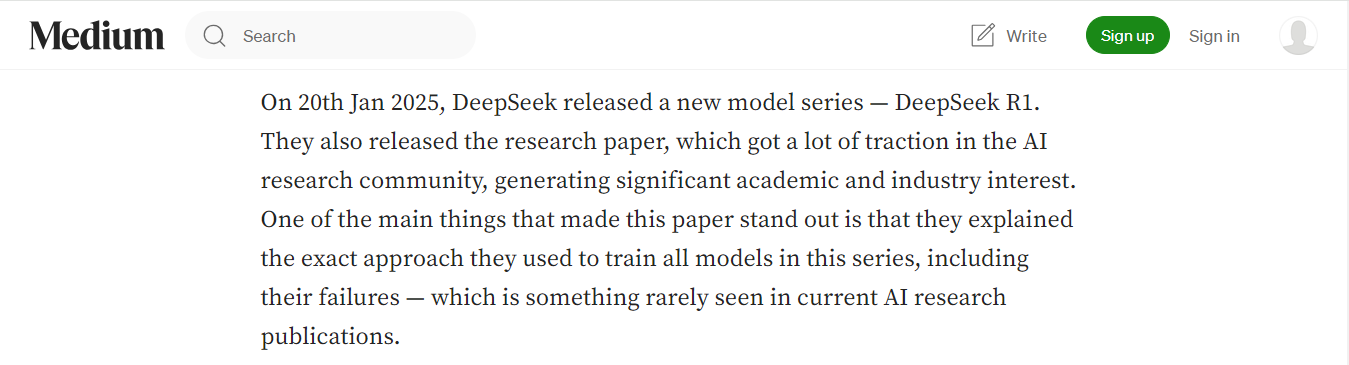 Medium
Search
Write
Sign up
Sign in
On 20th Jan 2025, DeepSeek released a new model series — DeepSeek R1.
They also released the research paper, which got a lot of traction in the AI
research community, generating significant academic and industry interest.
One of the main things that made this paper stand out is that they explained
the exact approach they used to train all models in this series, including
their failures — which is something rarely seen in current AI research
publications.